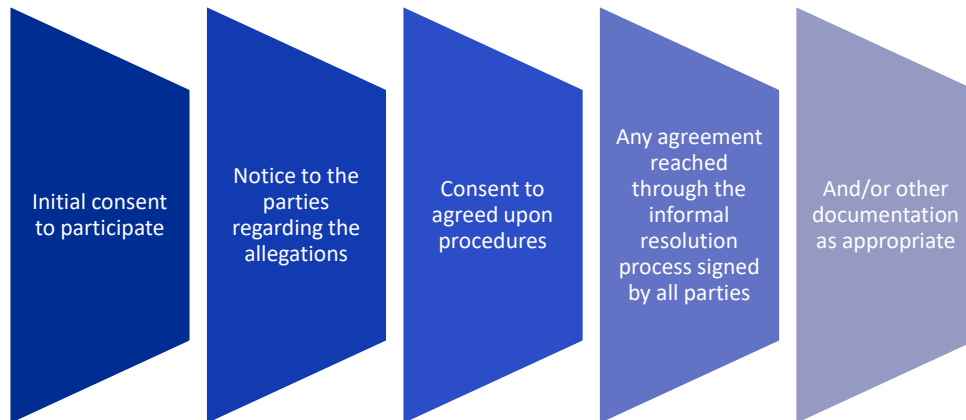 Initial consent
to participate
Notice to the
parties
regarding the
allegations
Consent to
agreed upon
procedures
Any agreement
reached
through the
informal
resolution
process signed
by all parties
And/or other
documentation
as appropriate